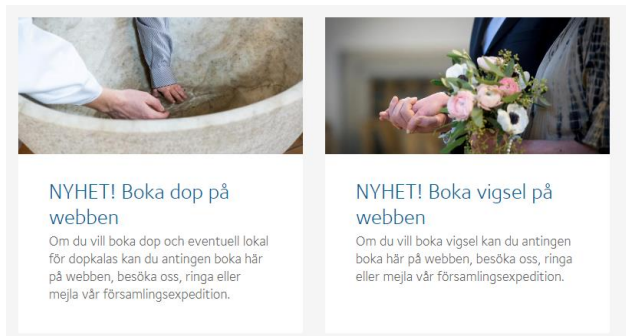 NYHET! Boka dop på
webben
Om du vill boka dop och eventuell lokal
för dopkalas kan du antingen boka här
på webben, besöka oss, ringa eller
mejla vår församlingsexpedition.
NYHET! Boka vigsel på
webben
Om du vill boka vigsel kan du antingen
boka här på webben, besöka oss, ringa
eller mejla vår församlingsexpedition.